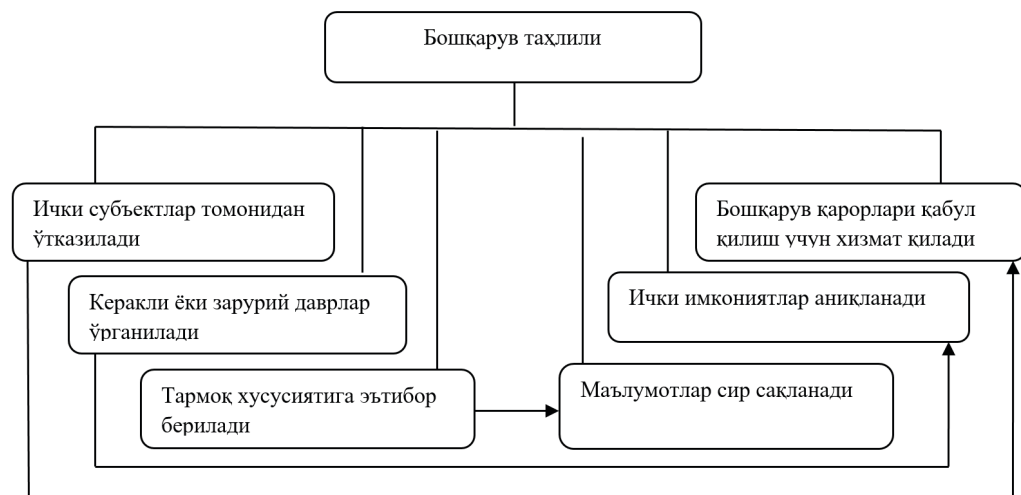 Бошқарув таҳлили
Ички субъектлар томонидан
ўтказилади
Бошқарув қарорлари қабул
қилиш учун хизмат қилади
Керакли ёки зарурий даврлар
ўрганилади
Ички имкониятлар аниқланади
Тармоқ хусусиятига эътибор
берилади
Маълумотлар сир сақланади